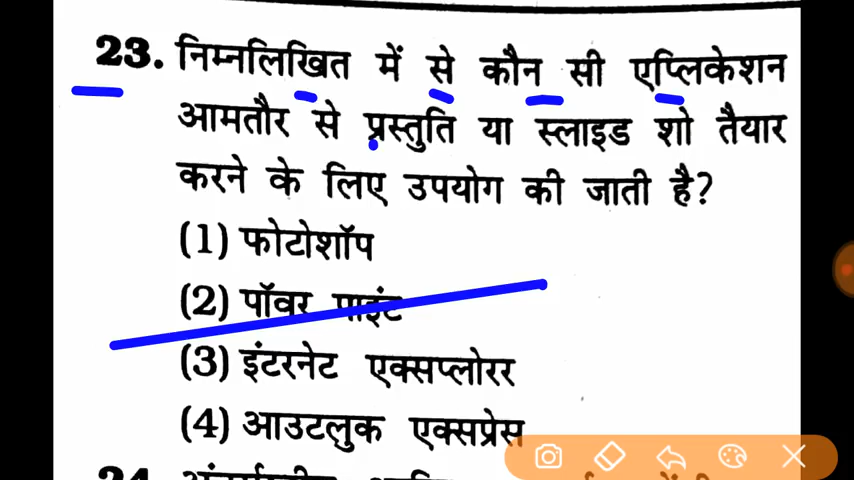 23. निम्नलिखित में से कौन सी एप्लिकेशन
आमतौर से प्रस्तुति या स्लाइड शो तैयार
करने के लिए उपयोग की जाती है?
(1) फोटोशॉप
(2) पॉवर पाइंट
(3) इंटरनेट एक्सप्लोरर
(4) आउटलुक एक्सप्रेस
24.